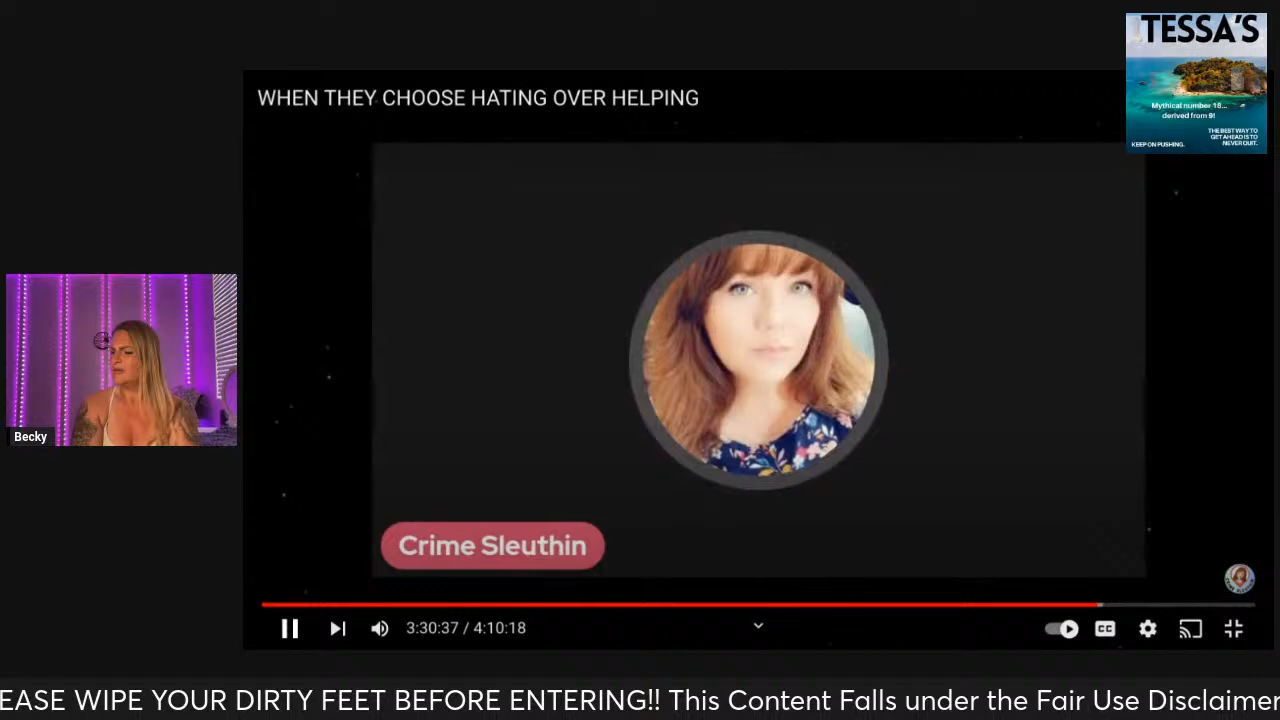 TESSA'S
WHEN THEY CHOOSE HATING OVER HELPING
Mythical number 18...
derived from 9!
THE BEST WAY TO
GET AHEAD IS TO
NEVER QUIT.
KEEP ON PUSHING.
Becky
Crime Sleuthin
3:30:37 / 4:10:18
CC
EASE WIPE YOUR DIRTY FEET BEFORE ENTERING!! This Content Falls under the Fair Use Disclaimer